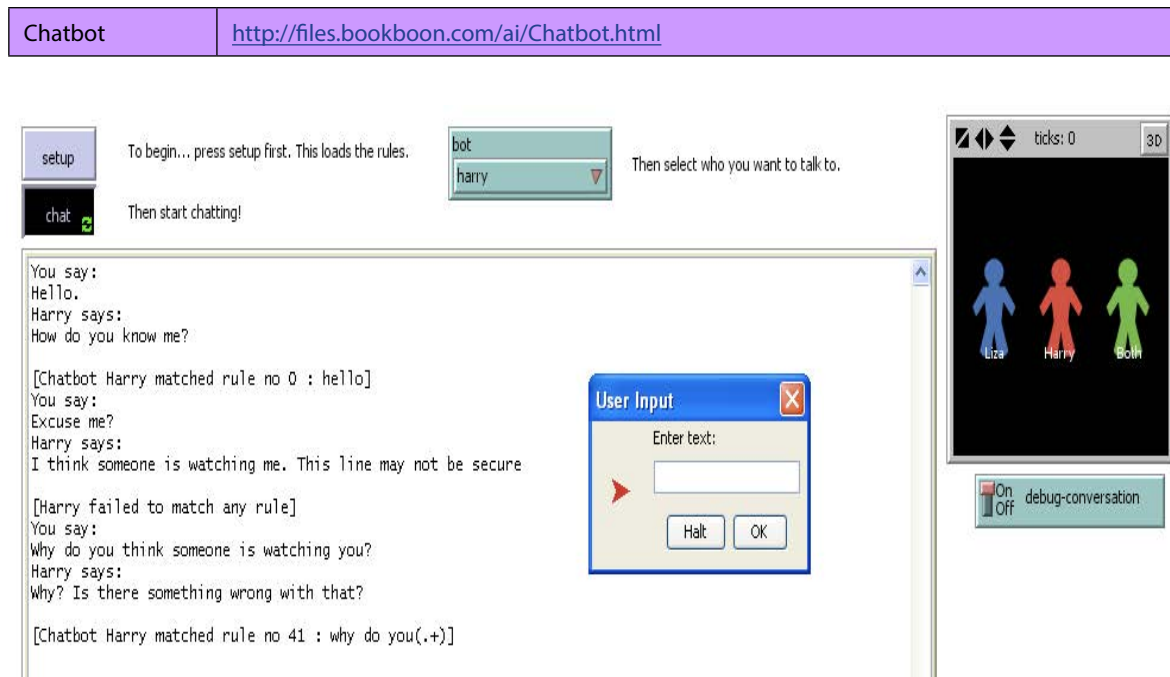 Chatbot http://files.bookboon.com/ai/Chatbot.html
setup
To begin... press setup first. This loads the rules.
bot
harry
Then select who you want to talk to.
chat
Then start chatting!
ticks: 0
3D
Liza
Harry
Both
On
Off
debug-conversation
You say:
Hello.
Harry says:
How do you know me?
[Chatbot Harry matched rule no 0 : hello]
You say:
Excuse me?
Harry says:
I think someone is watching me. This line may not be secure
[Harry failed to match any rule]
You say:
Why do you think someone is watching you?
Harry says:
Why? Is there something wrong with that?
[Chatbot Harry matched rule no 41 : why do you(.+)]
User Input
Enter text:
Halt
OK